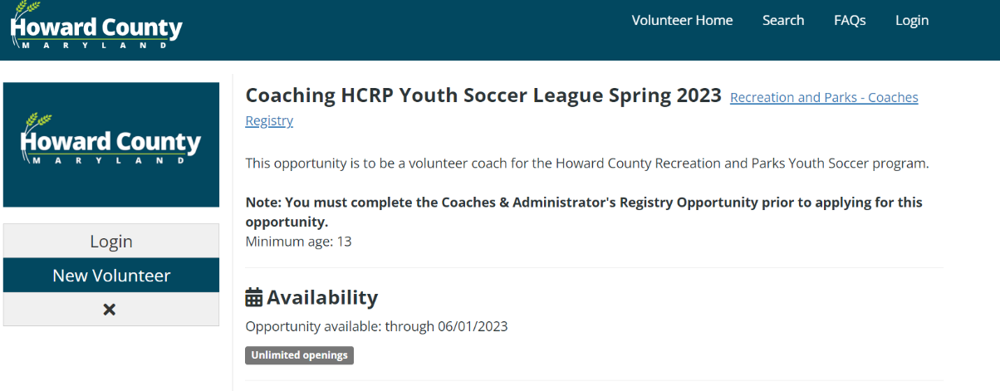 Howard County
MARYLAND
Volunteer Home Search FAQs Login
Howard County
MARYLAND
Login
New Volunteer
Coaching HCRP Youth Soccer League Spring 2023 Recreation and Parks - Coaches
Registry
This opportunity is to be a volunteer coach for the Howard County Recreation and Parks Youth Soccer program.
Note: You must complete the Coaches & Administrator's Registry Opportunity prior to applying for this
opportunity.
Minimum age: 13
Availability
Opportunity available: through 06/01/2023
Unlimited openings